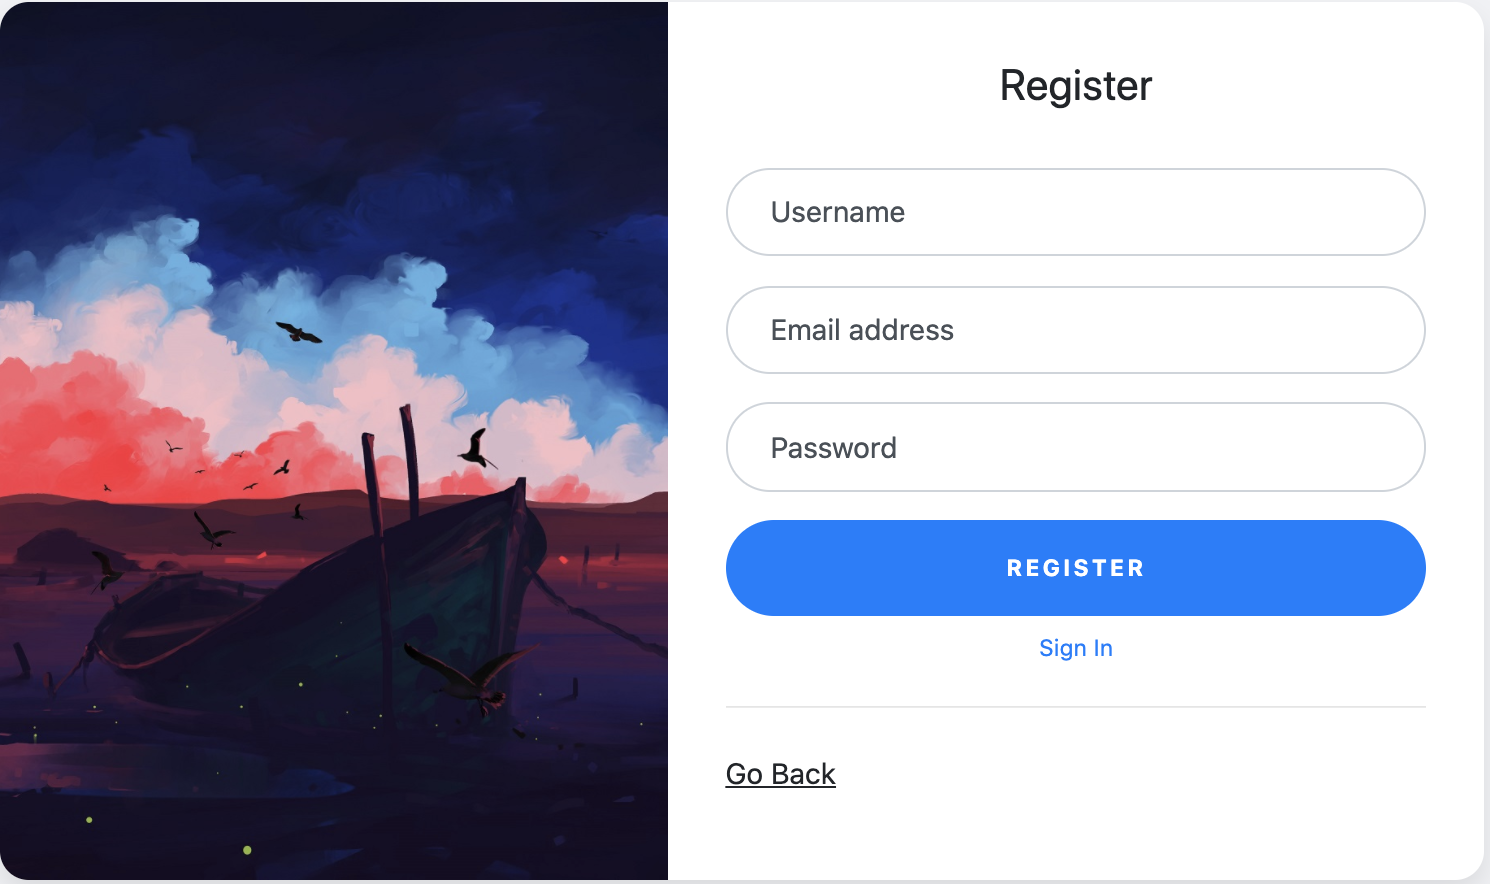 Register
Username
Email address
Password
REGISTER
Sign In
Go Back